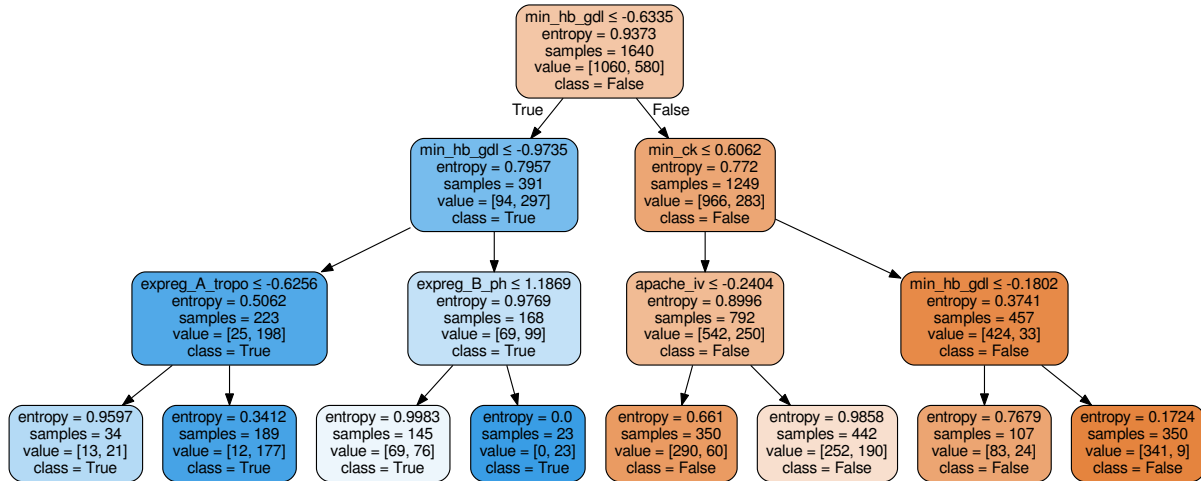 min_hb_gdl ≤ -0.6335
entropy = 0.9373
samples = 1640
value = [1060, 580]
class = False
True
False
min_hb_gdl ≤ -0.9735
entropy = 0.7957
samples = 391
value = [94, 297]
class = True
min_ck ≤ 0.6062
entropy = 0.772
samples = 1249
value = [966, 283]
class = False
expreg_A_tropo ≤ -0.6256
entropy = 0.5062
samples = 223
value = [25, 198]
class = True
expreg_B_ph ≤ 1.1869
entropy = 0.9769
samples = 168
value = [69, 99]
class = True
apache_iv ≤ -0.2404
entropy = 0.8996
samples = 792
value = [542, 250]
class = False
min_hb_gdl ≤ -0.1802
entropy = 0.3741
samples = 457
value = [424, 33]
class = False
entropy = 0.9597
samples = 34
value = [13, 21]
class = True
entropy = 0.3412
samples = 189
value = [12, 177]
class = True
entropy = 0.9983
samples = 145
value = [69, 76]
class = True
entropy = 0.0
samples = 23
value = [0, 23]
class = True
entropy = 0.661
samples = 350
value = [290, 60]
class = False
entropy = 0.9858
samples = 442
value = [252, 190]
class = False
entropy = 0.7679
samples = 107
value = [83, 24]
class = False
entropy = 0.1724
samples = 350
value = [341, 9]
class = False